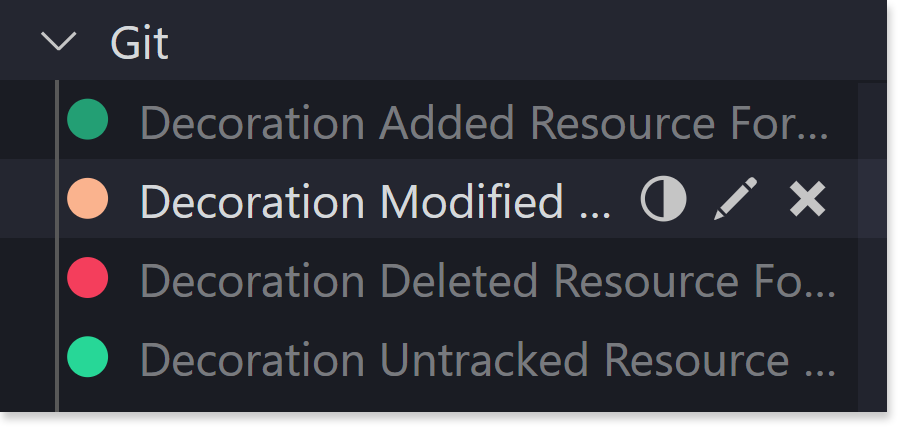 Git
Decoration Added Resource For...
Decoration Modified ...
Decoration Deleted Resource Fo...
Decoration Untracked Resource ...